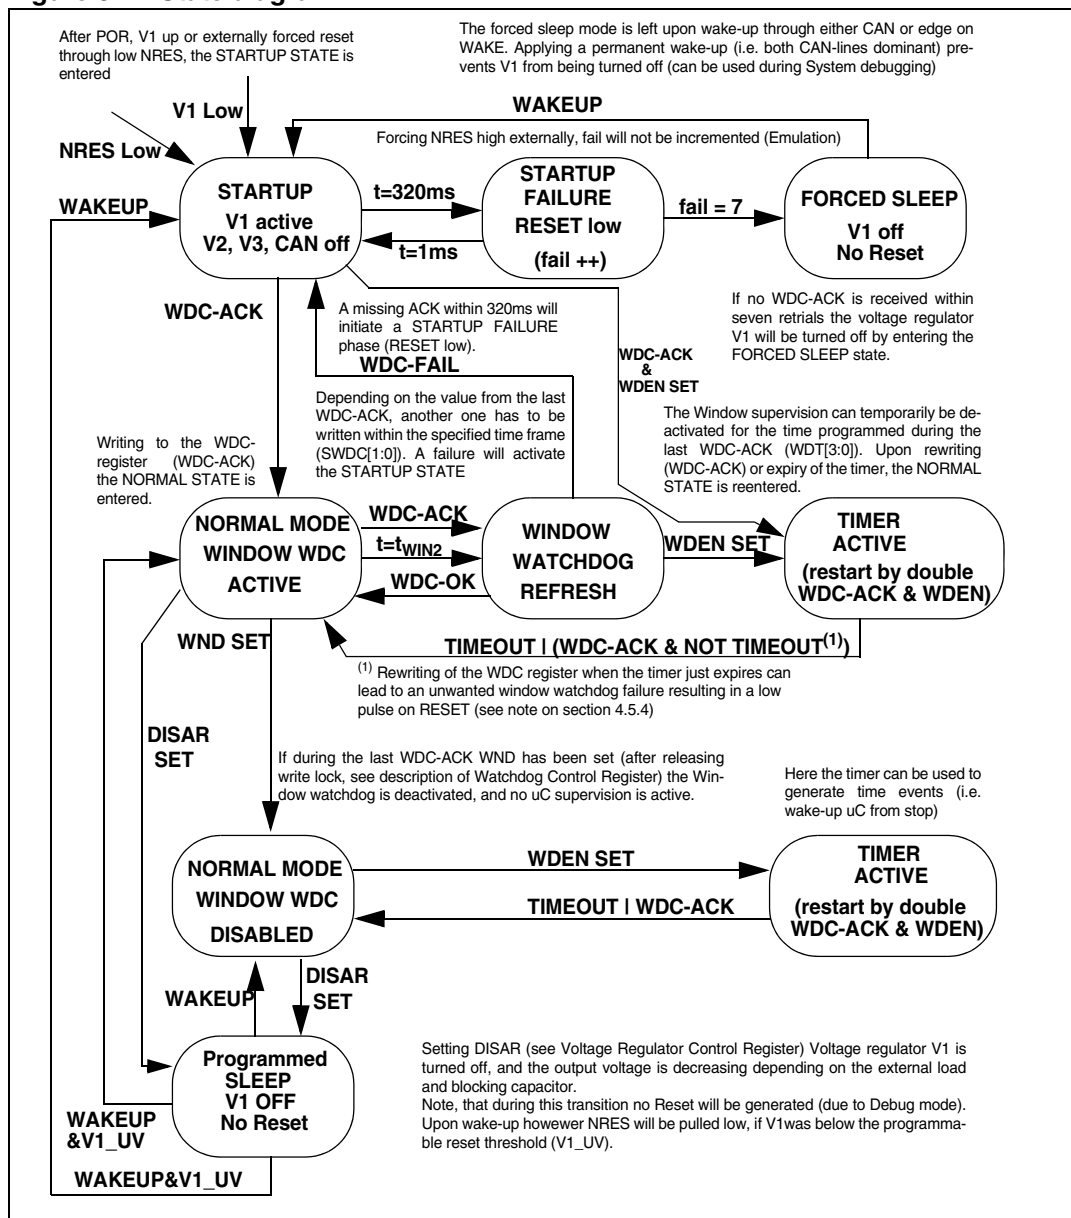 After POR, V1 up or externally forced reset
through low NRES, the STARTUP STATE is
entered
The forced sleep mode is left upon wake-up through either CAN or edge on
WAKE. Applying a permanent wake-up (i.e. both CAN-lines dominant) pre-
vents V1 from being turned off (can be used during System debugging)
V1 Low
WAKEUP
NRES Low
Forcing NRES high externally, fail will not be incremented (Emulation)
WAKEUP
STARTUP
V1 active
V2, V3, CAN off
t=320ms
t=1ms
STARTUP
FAILURE
RESET low
(fail ++)
fail = 7
FORCED SLEEP
V1 off
No Reset
WDC-ACK
A missing ACK within 320ms will
initiate a STARTUP FAILURE
phase (RESET low).
WDC-FAIL
WDC-ACK
&
WDEN SET
If no WDC-ACK is received within
seven retrials the voltage regulator
V1 will be turned off by entering the
FORCED SLEEP state.
Depending on the value from the last
WDC-ACK, another one has to be
written within the specified time frame
(SWDC[1:0]). A failure will activate
the STARTUP STATE
The Window supervision can temporarily be de-
activated for the time programmed during the
last WDC-ACK (WDT[3:0]). Upon rewriting
(WDC-ACK) or expiry of the timer, the NORMAL
STATE is reentered.
Writing to the WDC-
register (WDC-ACK)
the NORMAL STATE is
entered.
NORMAL MODE
WINDOW WDC
ACTIVE
WDC-ACK
t=tWIN2
WDC-OK
WINDOW
WATCHDOG
REFRESH
WDEN SET
TIMER
ACTIVE
(restart by double
WDC-ACK & WDEN)
WND SET
TIMEOUT | (WDC-ACK & NOT TIMEOUT(1))
(1) Rewriting of the WDC register when the timer just expires can
lead to an unwanted window watchdog failure resulting in a low
pulse on RESET (see note on section 4.5.4)
DISAR
SET
If during the last WDC-ACK WND has been set (after releasing
write lock, see description of Watchdog Control Register) the Win-
dow watchdog is deactivated, and no uC supervision is active.
Here the timer can be used to
generate time events (i.e.
wake-up uC from stop)
NORMAL MODE
WINDOW WDC
DISABLED
WDEN SET
TIMEOUT | WDC-ACK
TIMER
ACTIVE
(restart by double
WDC-ACK & WDEN)
WAKEUP
DISAR
SET
Programmed
SLEEP
V1 OFF
No Reset
Setting DISAR (see Voltage Regulator Control Register) Voltage regulator V1 is
turned off, and the output voltage is decreasing depending on the external load
and blocking capacitor.
Note, that during this transition no Reset will be generated (due to Debug mode).
Upon wake-up howewer NRES will be pulled low, if V1was below the programma-
ble reset threshold (V1_UV).
WAKEUP
&V1_UV
WAKEUP&V1_UV